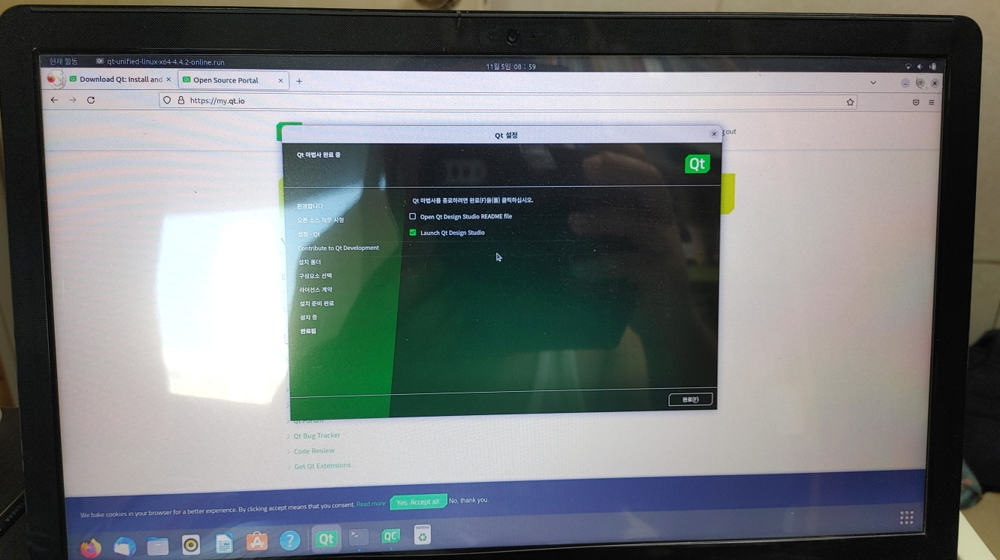 현재 활동
qt-unified-linux-x64-4.4.2-online.run
11월 5일 08 : 59
Download Qt: Install and
Open Source Portal
https://my.qt.io
out
Qt 설정
Qt 마법사 완료 중
Qt
환영합니다
오픈 소스 의무 사항
설정 - Qt
Contribute to Qt Development
설치 폴더
구성요소 선택
라이선스 계약
설치 준비 완료
설치 중
완료됨
Qt 마법사를 종료하려면 완료(F)을(를) 클릭하십시오.
Open Qt Design Studio README file
Launch Qt Design Studio
완료(F)
Qt Forum
Qt Bug Tracker
Code Review
Get Qt Extensions
We bake cookies in your browser for a better experience. By clicking accept means that you consent. Read more
Yes. Accept all
No, thank you.
Qt
QC